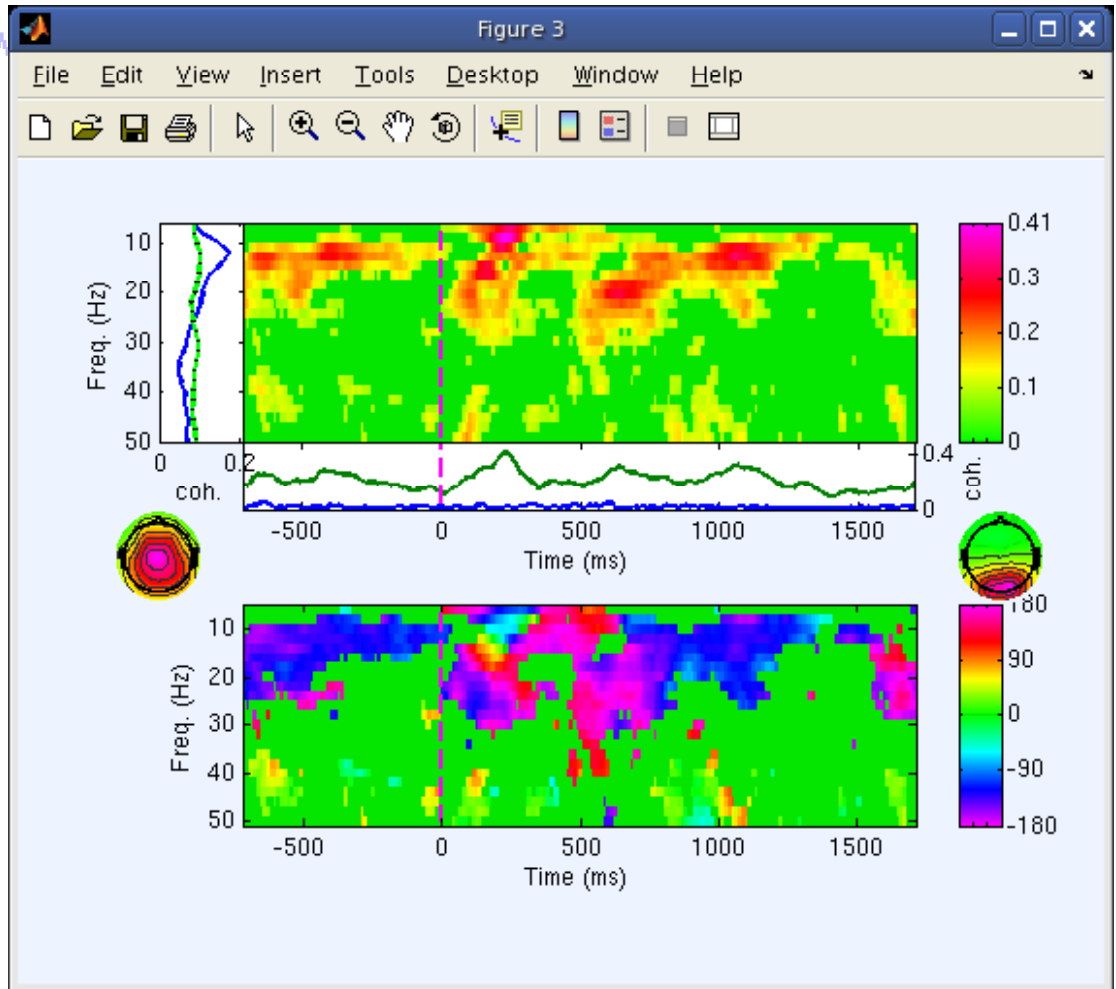 Figure 3
File Edit View Insert Tools Desktop Window Help
Freq. (Hz)
10
20
30
40
50
0 0.2
coh.
0.41
0.3
0.2
0.1
0
0.4
0
coh.
-500 0 500 1000 1500
Time (ms)
Freq. (Hz)
10
20
30
40
50
180
90
0
-90
-180
-500 0 500 1000 1500
Time (ms)